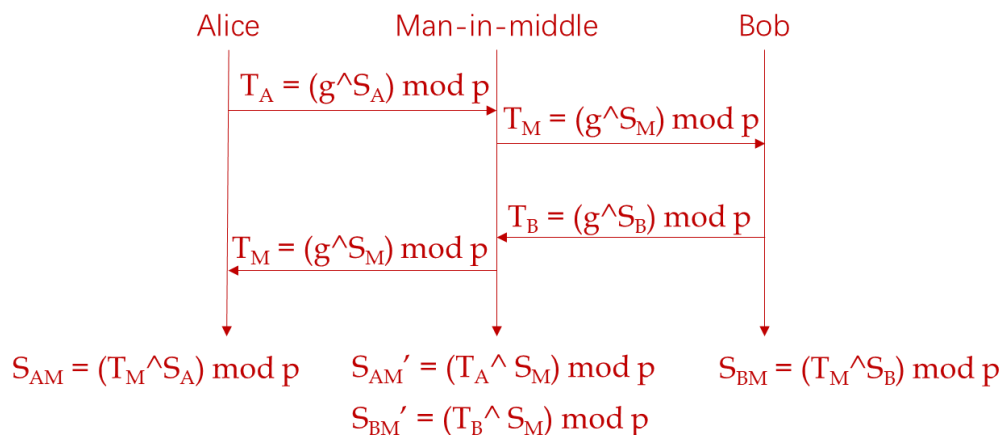 Alice Man-in-middle Bob
T_A = (g^S_A) mod p
T_M = (g^S_M) mod p
T_B = (g^S_B) mod p
T_M = (g^S_M) mod p
S_AM = (T_M^S_A) mod p S_AM′ = (T_A^ S_M) mod p S_BM = (T_M^S_B) mod p
S_BM′ = (T_B^ S_M) mod p